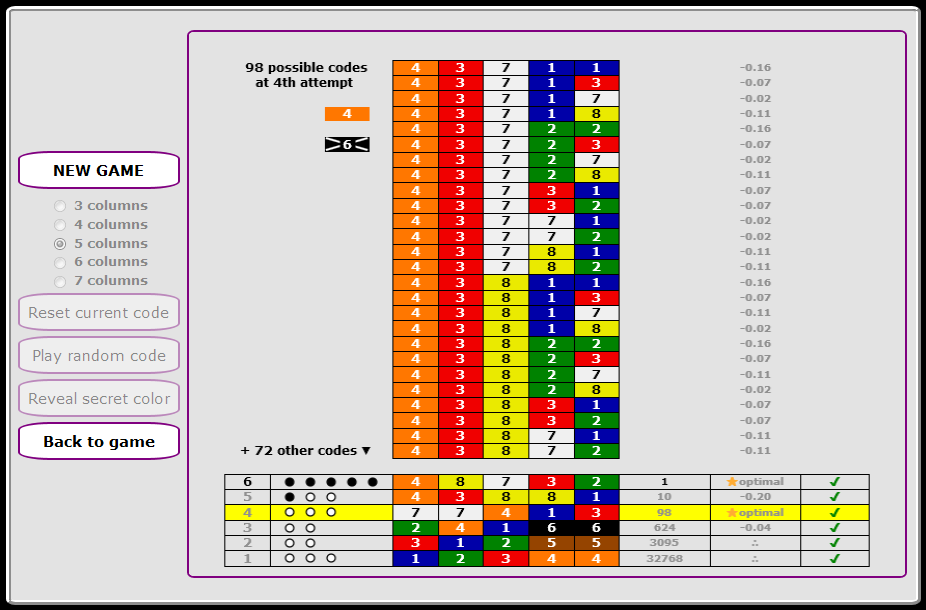 98 possible codes
at 4th attempt
4
>6<
NEW GAME
3 columns
4 columns
5 columns
6 columns
7 columns
Reset current code
Play random code
Reveal secret color
Back to game
4 3 7 1 1 -0.16
4 3 7 1 3 -0.07
4 3 7 1 7 -0.02
4 3 7 1 8 -0.11
4 3 7 2 2 -0.16
4 3 7 2 3 -0.07
4 3 7 2 7 -0.02
4 3 7 2 8 -0.11
4 3 7 3 1 -0.07
4 3 7 3 2 -0.07
4 3 7 7 1 -0.02
4 3 7 7 2 -0.02
4 3 7 8 1 -0.11
4 3 7 8 2 -0.11
4 3 8 1 1 -0.16
4 3 8 1 3 -0.07
4 3 8 1 7 -0.11
4 3 8 1 8 -0.02
4 3 8 2 2 -0.16
4 3 8 2 3 -0.07
4 3 8 2 7 -0.11
4 3 8 2 8 -0.02
4 3 8 3 1 -0.07
4 3 8 3 2 -0.07
4 3 8 7 1 -0.11
+ 72 other codes ▼ 4 3 8 7 2 -0.11
6 ● ● ● ● ● 4 8 7 3 2 1 ★optimal ✓
5 ● ○ ○ 4 3 8 8 1 10 -0.20 ✓
4 ○ ○ ○ 7 7 4 1 3 98 ★optimal ✓
3 ○ ○ 2 4 1 6 6 624 -0.04 ✓
2 ○ ○ 3 1 2 5 5 3095 ∴ ✓
1 ○ ○ ○ 1 2 3 4 4 32768 ∴ ✓